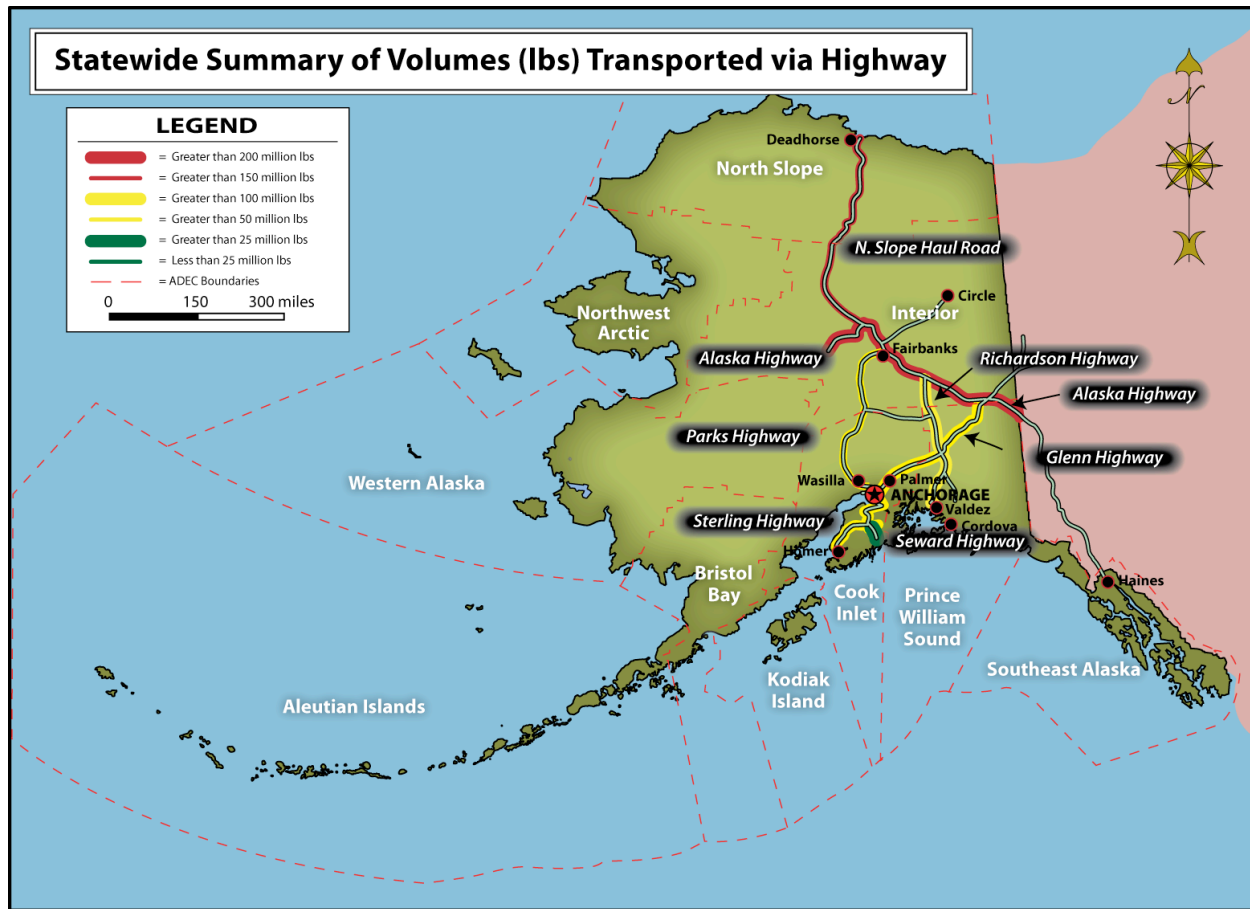 Statewide Summary of Volumes (lbs) Transported via Highway
LEGEND
= Greater than 200 million lbs
= Greater than 150 million lbs
= Greater than 100 million lbs
= Greater than 50 million lbs
= Greater than 25 million lbs
= Less than 25 million lbs
= ADEC Boundaries
0 150 300 miles
N
Deadhorse
North Slope
N. Slope Haul Road
Circle
Interior
Northwest
Arctic
Alaska Highway
Fairbanks
Richardson Highway
Alaska Highway
Parks Highway
Glenn Highway
Western Alaska
Wasilla
Palmer
ANCHORAGE
Valdez
Sterling Highway
Cordova
Seward Highway
Homer
Bristol
Bay
Cook
Inlet
Prince
William
Sound
Haines
Kodiak
Island
Southeast Alaska
Aleutian Islands